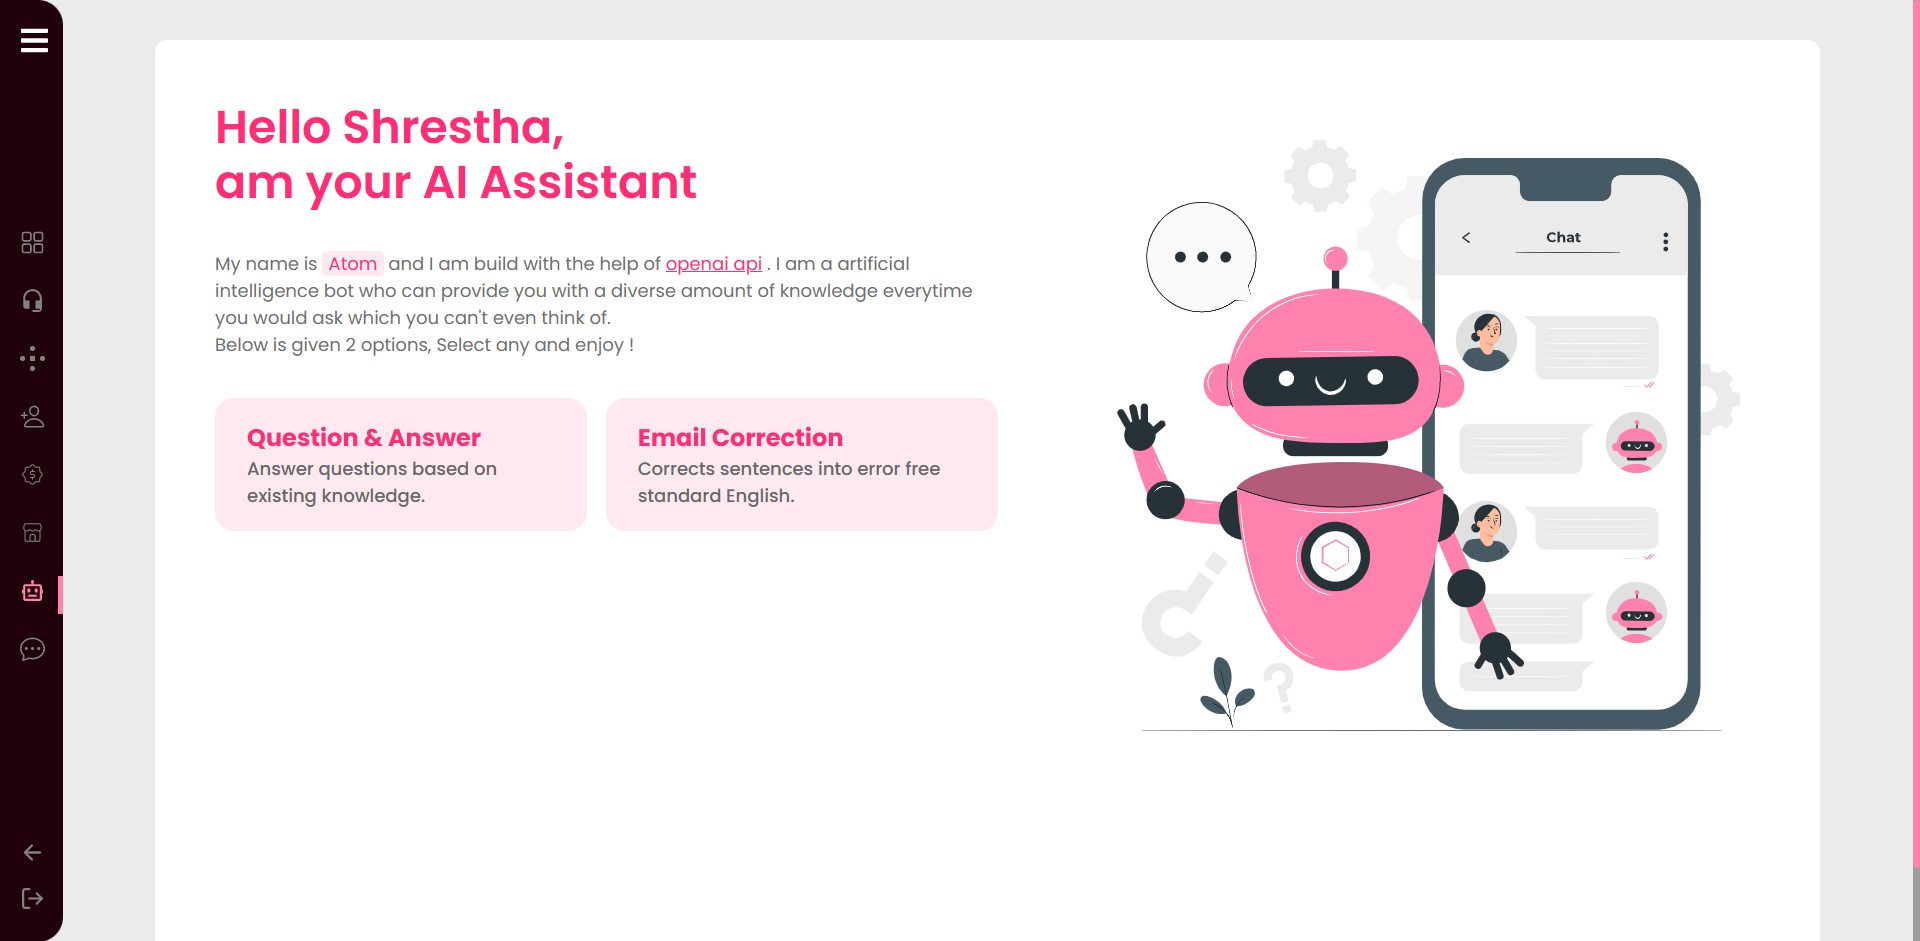 Hello Shrestha,
am your AI Assistant
My name is Atom and I am build with the help of openai api . I am a artificial
intelligence bot who can provide you with a diverse amount of knowledge everytime
you would ask which you can't even think of.
Below is given 2 options, Select any and enjoy !
Question & Answer
Answer questions based on
existing knowledge.
Email Correction
Corrects sentences into error free
standard English.
Chat